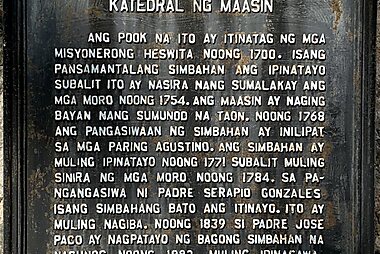 KATEDRAL NG MAASIN
ANG POOK NA ITO AY ITINATAG NG MGA
MISYONERONG HESWITA NOONG 1700. ISANG
PANSAMANTALANG SIMBAHAN ANG IPINATAYO
SUBALIT ITO AY NASIRA NANG SUMALAKAY ANG
MGA MORO NOONG 1754. ANG MAASIN AY NAGING
BAYAN NANG SUMUNOD NA TAON. NOONG 1768
ANG PANGASIWAAN NG SIMBAHAN AY INILIPAT
SA MGA PARING AGUSTINO. ANG SIMBAHAN AY
MULING IPINATAYO NOONG 1771 SUBALIT MULING
SINIRA NG MGA MORO NOONG 1784. SA PA-
NGANGASIWA NI PADRE SERAPIO GONZALES
ISANG SIMBAHANG BATO ANG ITINAYO. ITO AY
MULING NAGIBA. NOONG 1839 SI PADRE JOSE
PACO AY NAGPATAYO NG BAGONG SIMBAHAN NA
NOONG MULING IPINAGAWA